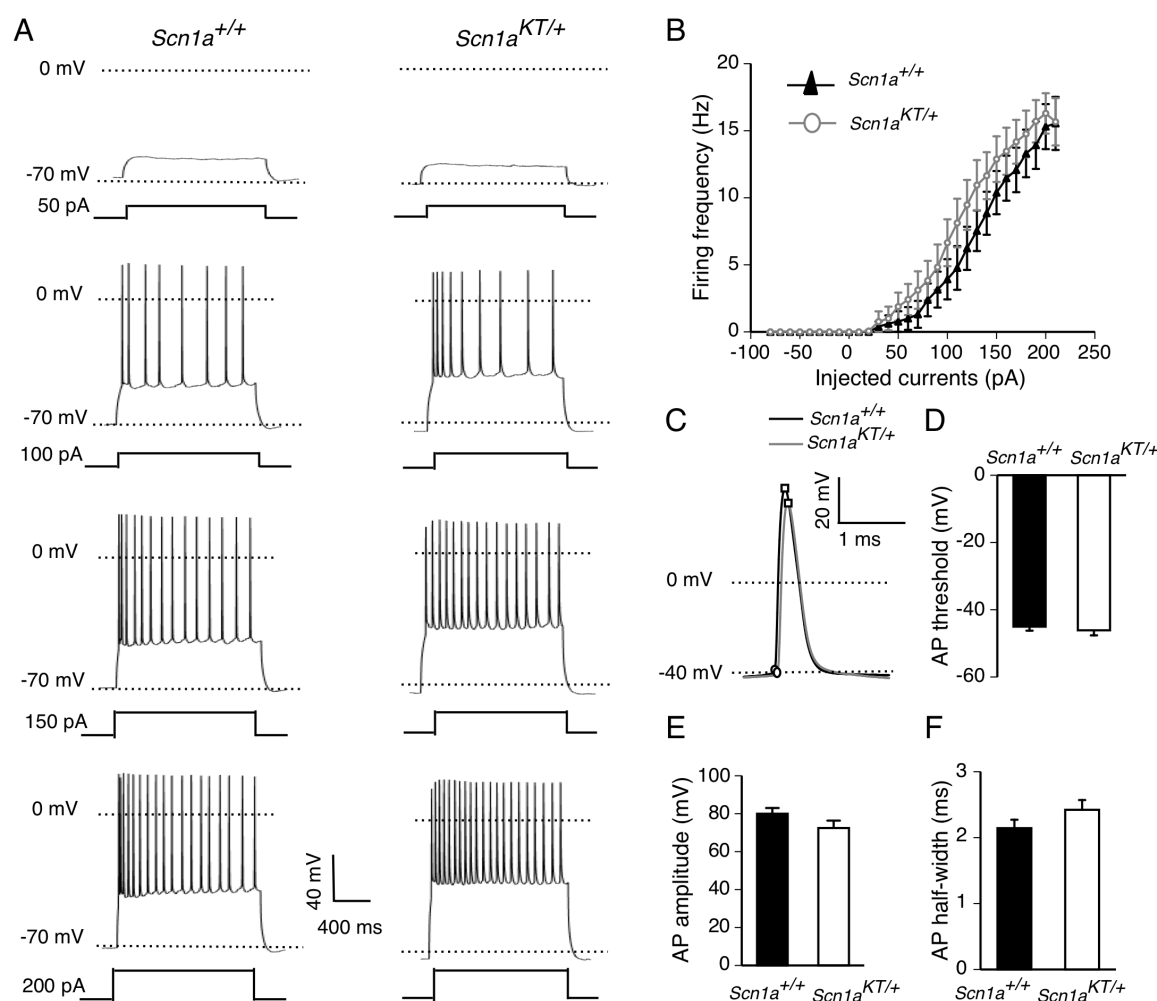 A
Scn1a+/+
Scn1aKT/+
0 mV
-70 mV
50 pA
0 mV
-70 mV
100 pA
0 mV
-70 mV
150 pA
0 mV
-70 mV
200 pA
40 mV
400 ms
B
Firing frequency (Hz)
20
15
10
5
0
-100 -50 0 50 100 150 200 250
Injected currents (pA)
Scn1a+/+
Scn1aKT/+
C
Scn1a+/+
Scn1aKT/+
20 mV
1 ms
0 mV
-40 mV
D
Scn1a+/+ Scn1aKT/+
AP threshold (mV)
0
-20
-40
-60
E
AP amplitude (mV)
100
80
60
40
20
0
Scn1a+/+ Scn1aKT/+
F
AP half-width (ms)
3
2
1
0
Scn1a+/+ Scn1aKT/+